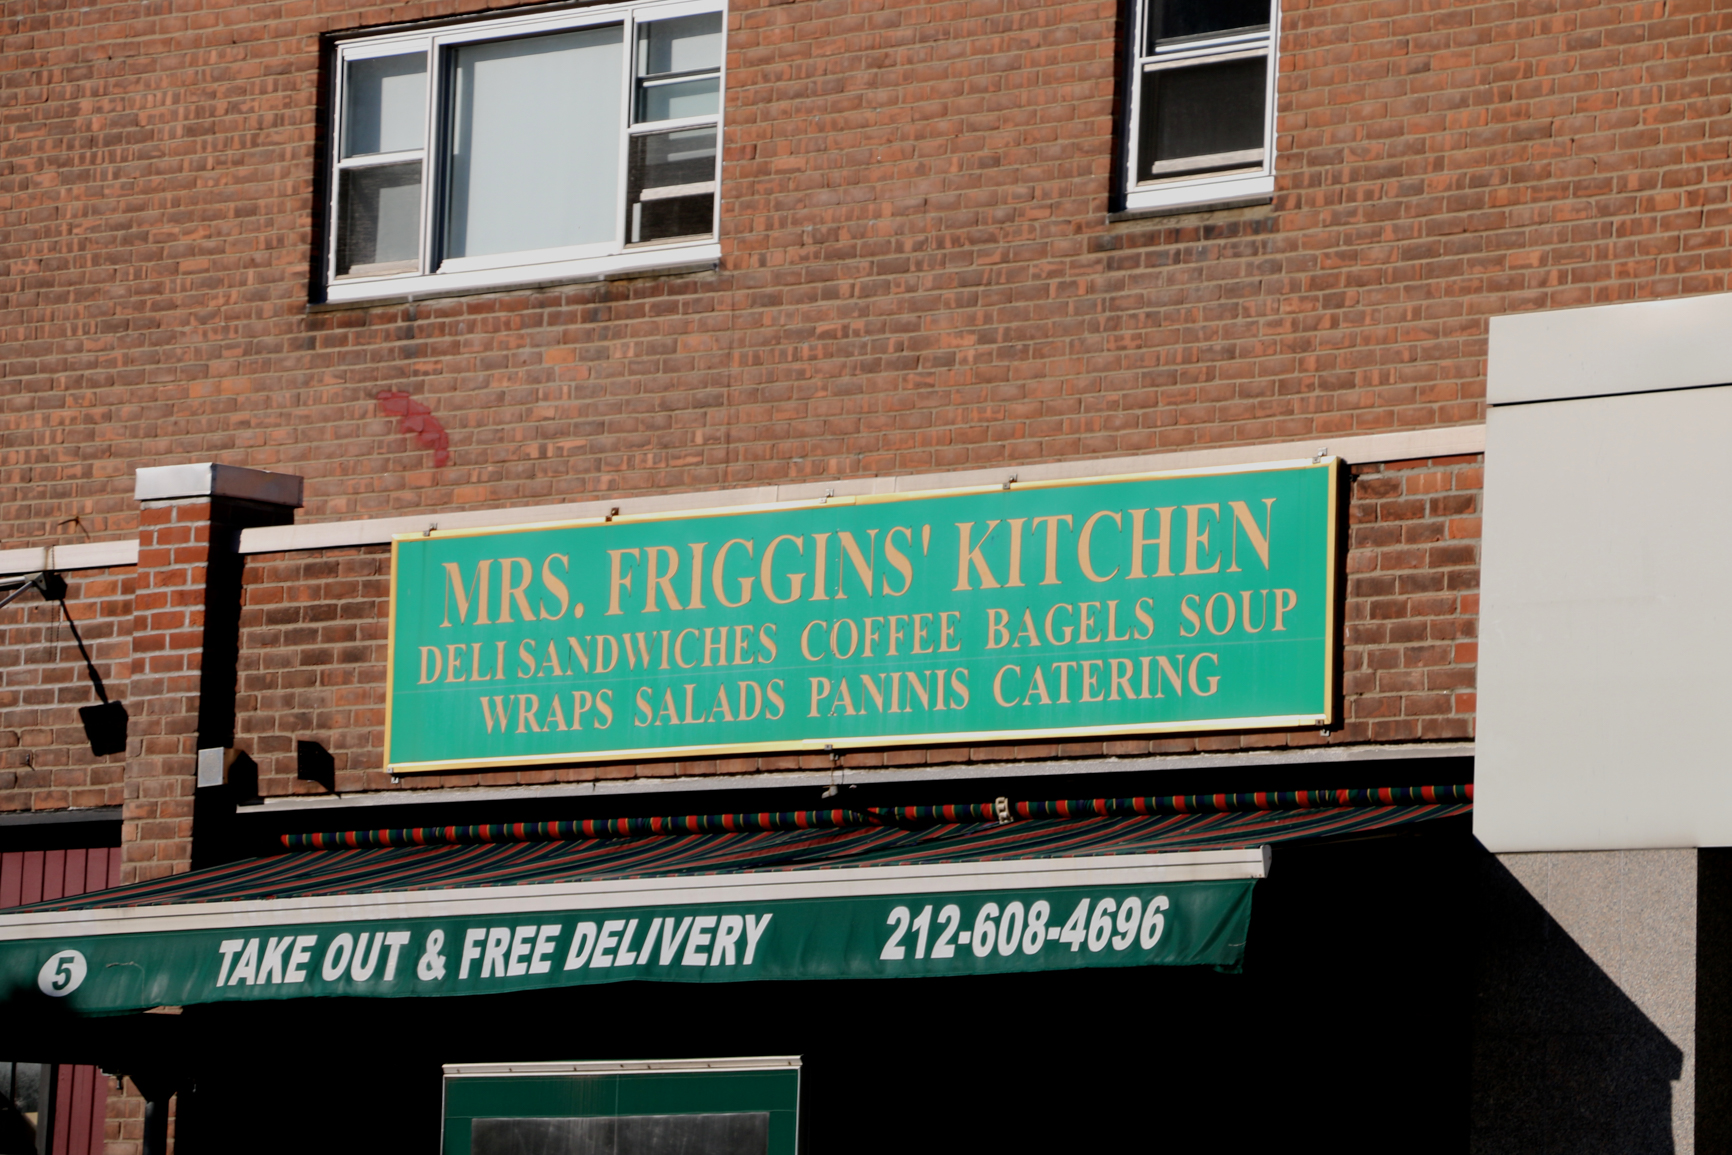 MRS. FRIGGINS' KITCHEN
DELI SANDWICHES COFFEE BAGELS SOUP
WRAPS SALADS PANINIS CATERING
5 TAKE OUT & FREE DELIVERY 212-608-4696